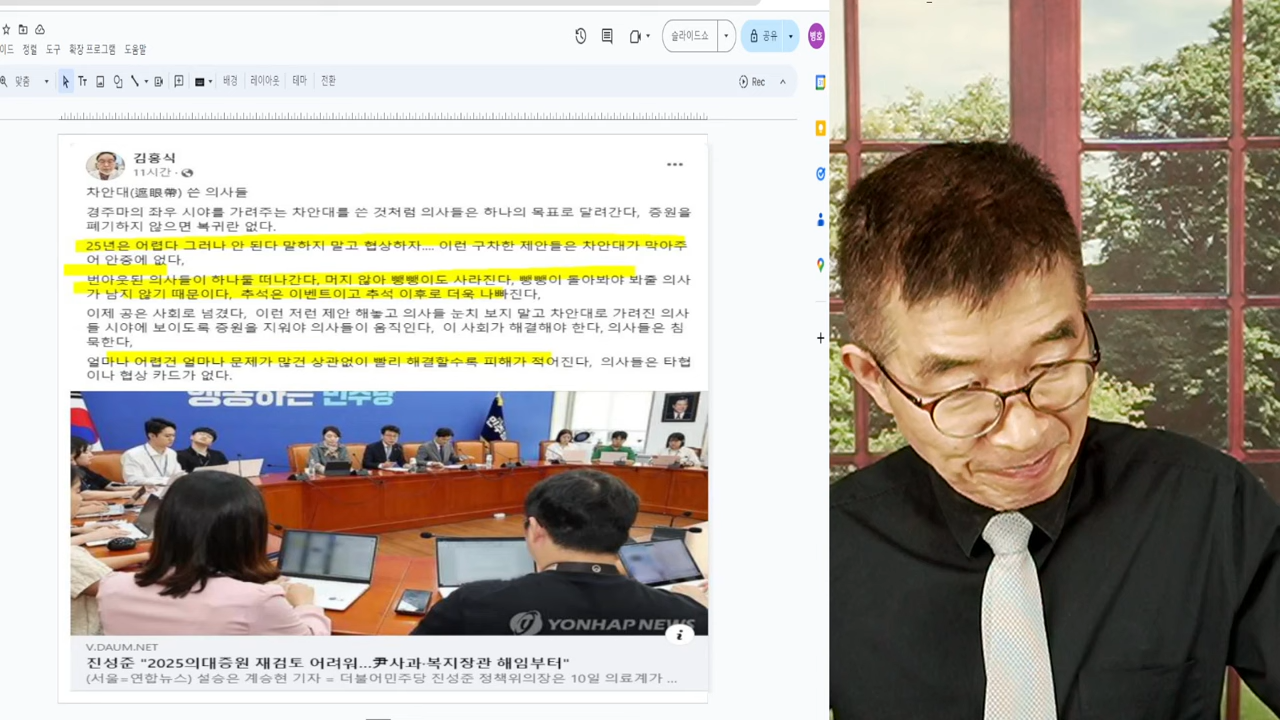 이드 정렬 도구 확장 프로그램 도움말
슬라이드쇼
공유
범호
맞춤
배경
레이아웃
테마
전환
Rec
김홍식
11시간
차안대(遮眼帶) 쓴 의사들
경주마의 좌우 시야를 가려주는 차안대를 쓴 것처럼 의사들은 하나의 목표로 달려간다, 증원을
폐기하지 않으면 복귀란 없다.
25년은 어렵다 그러나 안 된다 말하지 말고 협상하자.... 이런 구차한 제안들은 차안대가 막아주
어 안중에 없다,
번아웃된 의사들이 하나둘 떠나간다, 머지 않아 뺑뺑이도 사라진다, 뺑뺑이 돌아봐야 봐줄 의사
가 남지 않기 때문이다, 추석은 이벤트이고 추석 이후로 더욱 나빠진다,
이제 공은 사회로 넘겼다, 이런 저런 제안 해놓고 의사들 눈치 보지 말고 차안대로 가려진 의사
들 시야에 보이도록 증원을 지워야 의사들이 움직인다, 이 사회가 해결해야 한다, 의사들은 침
묵한다,
얼마나 어렵건 얼마나 문제가 많건 상관없이 빨리 해결할수록 피해가 적어진다, 의사들은 타협
이나 협상 카드가 없다.
행동하는 민주당
YONHAP NEWS
V.DAUM.NET
진성준 "2025의대증원 재검토 어려워...尹사과·복지장관 해임부터"
(서울=연합뉴스) 설승은 계승현 기자 = 더불어민주당 진성준 정책위의장은 10일 의료계가 ...